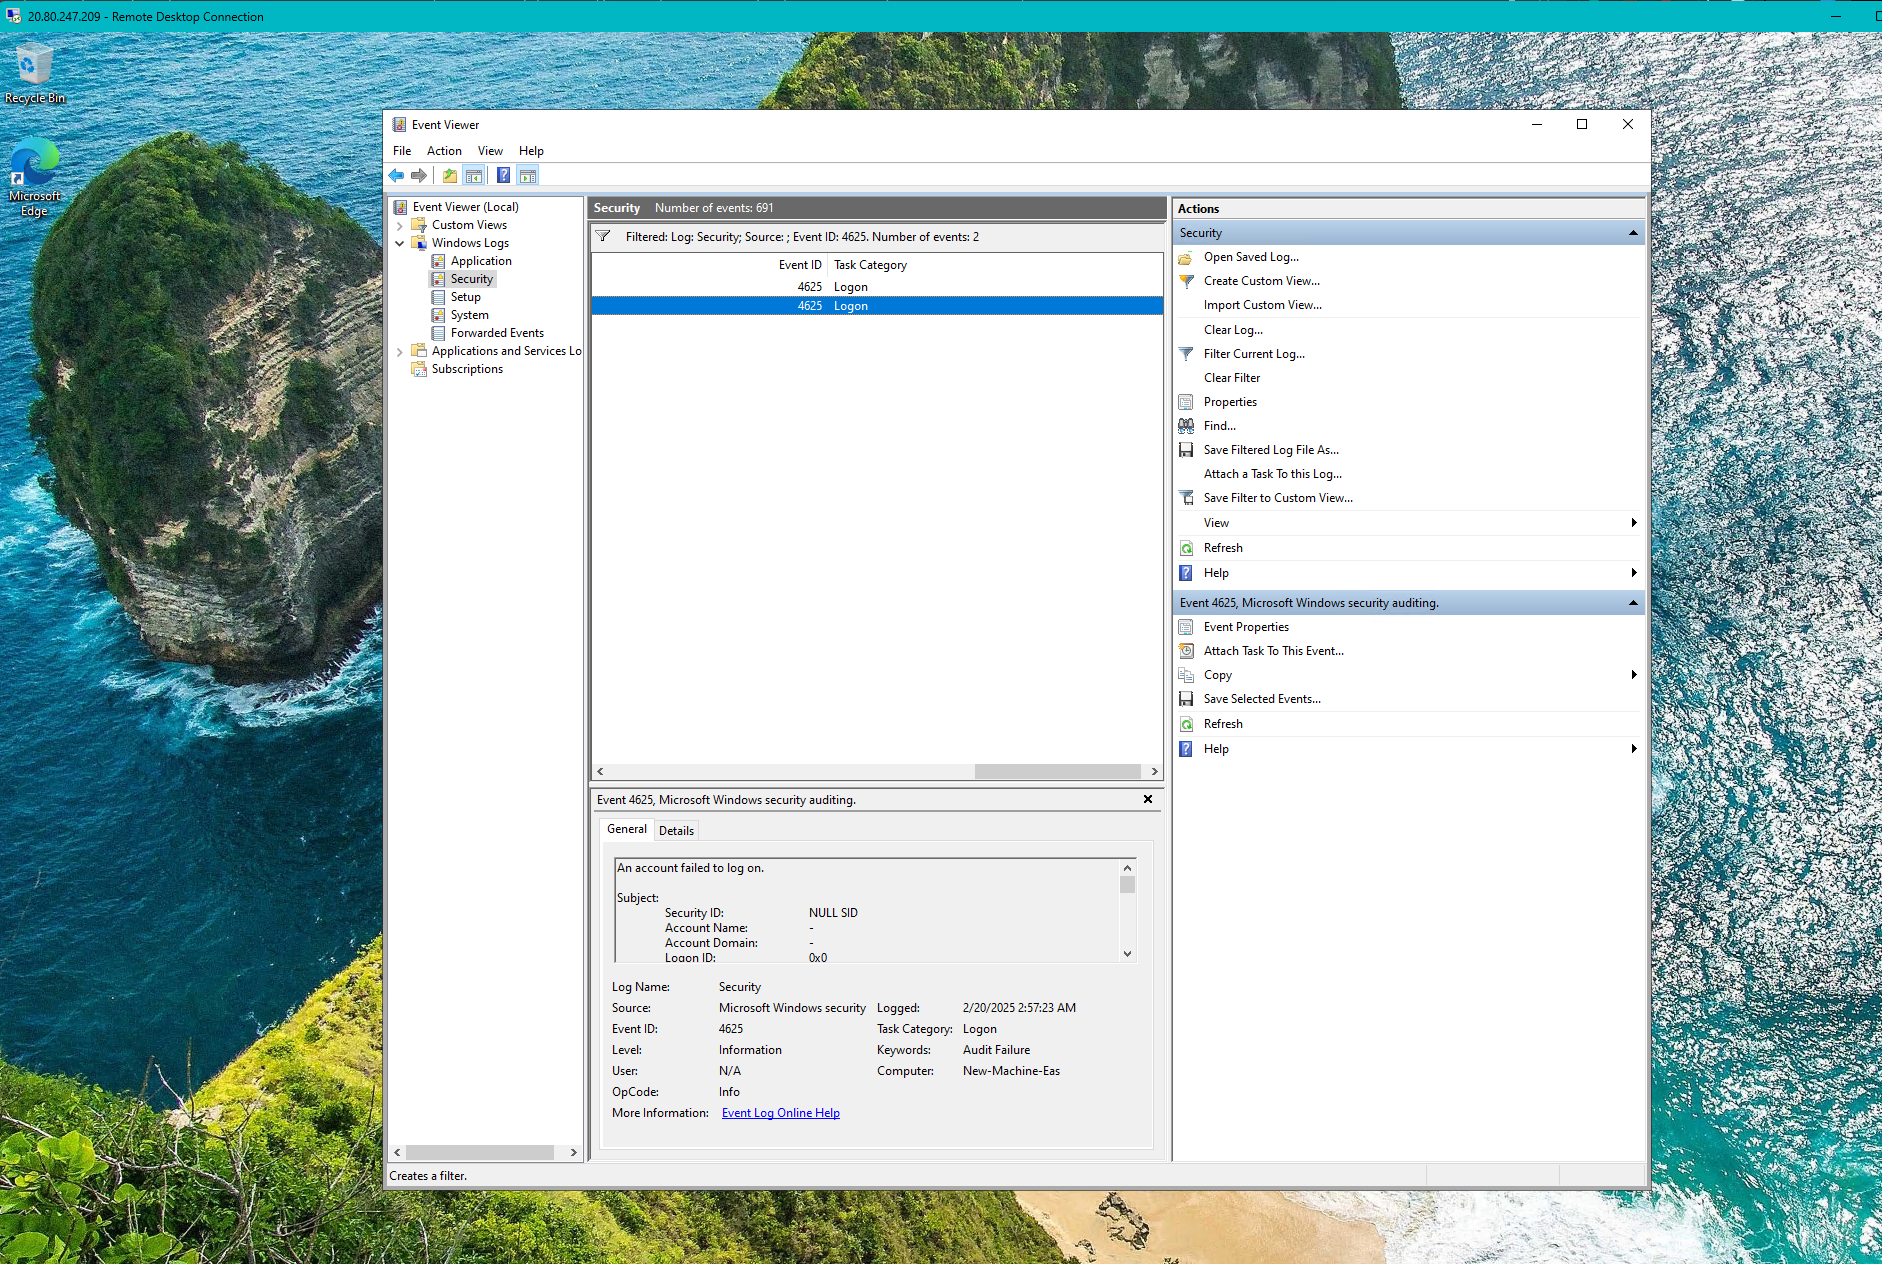 20.80.247.209 - Remote Desktop Connection
Recycle Bin
Microsoft
Edge
Event Viewer
File Action View Help
Event Viewer (Local)
Custom Views
Windows Logs
Application
Security
Setup
System
Forwarded Events
Applications and Services Lo
Subscriptions
Security Number of events: 691
Filtered: Log: Security; Source: ; Event ID: 4625. Number of events: 2
Event ID Task Category
4625 Logon
4625 Logon
Event 4625, Microsoft Windows security auditing.
General Details
An account failed to log on.
Subject:
Security ID: NULL SID
Account Name: -
Account Domain: -
Logon ID: 0x0
Log Name: Security
Source: Microsoft Windows security Logged: 2/20/2025 2:57:23 AM
Event ID: 4625 Task Category: Logon
Level: Information Keywords: Audit Failure
User: N/A Computer: New-Machine-Eas
OpCode: Info
More Information: Event Log Online Help
Actions
Security
Open Saved Log...
Create Custom View...
Import Custom View...
Clear Log...
Filter Current Log...
Clear Filter
Properties
Find...
Save Filtered Log File As...
Attach a Task To this Log...
Save Filter to Custom View...
View
Refresh
Help
Event 4625, Microsoft Windows security auditing.
Event Properties
Attach Task To This Event...
Copy
Save Selected Events...
Refresh
Help
Creates a filter.